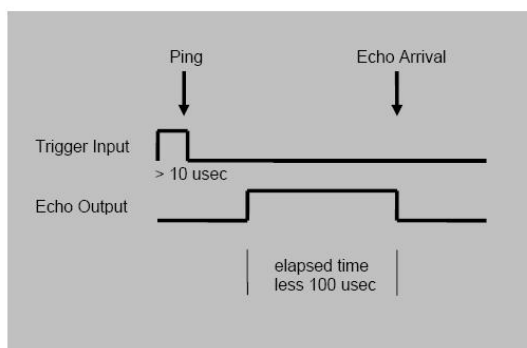 Ping
Echo Arrival
Trigger Input
> 10 usec
Echo Output
elapsed time
less 100 usec